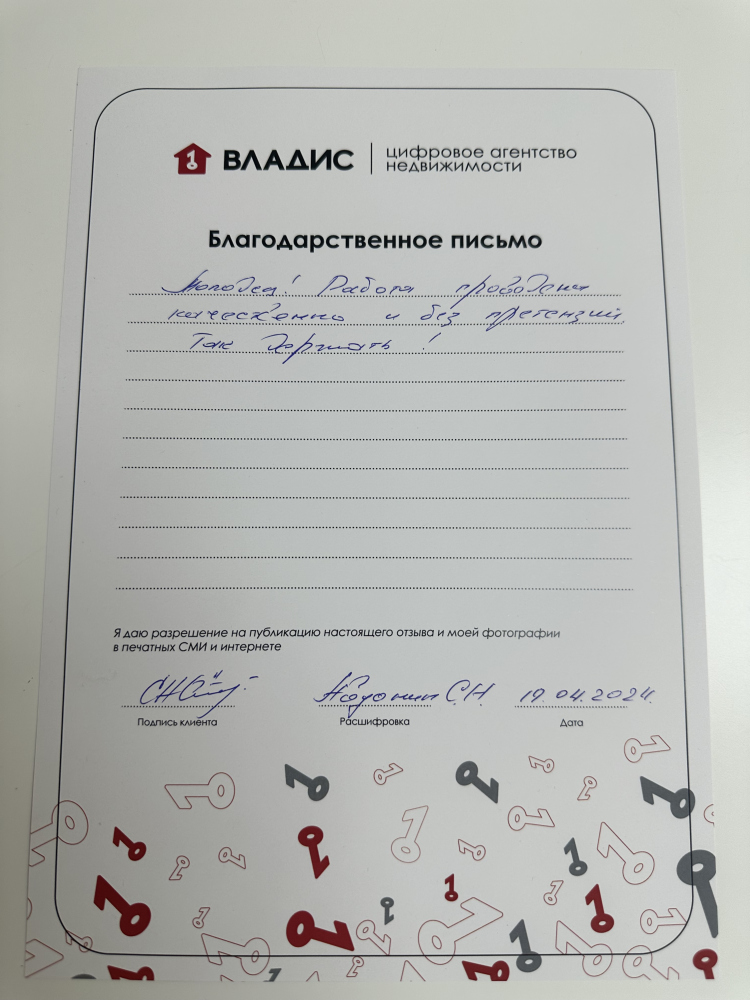 ВЛАДИС
цифровое агентство
недвижимости
Благодарственное письмо
Молодец! Работа проведена
и без претензий.
Так держать!
Я даю разрешение на публикацию настоящего отзыва и моей фотографии
в печатных СМИ и интернете
С.Н. 19.04.2024.
Подпись клиента Расшифровка Дата